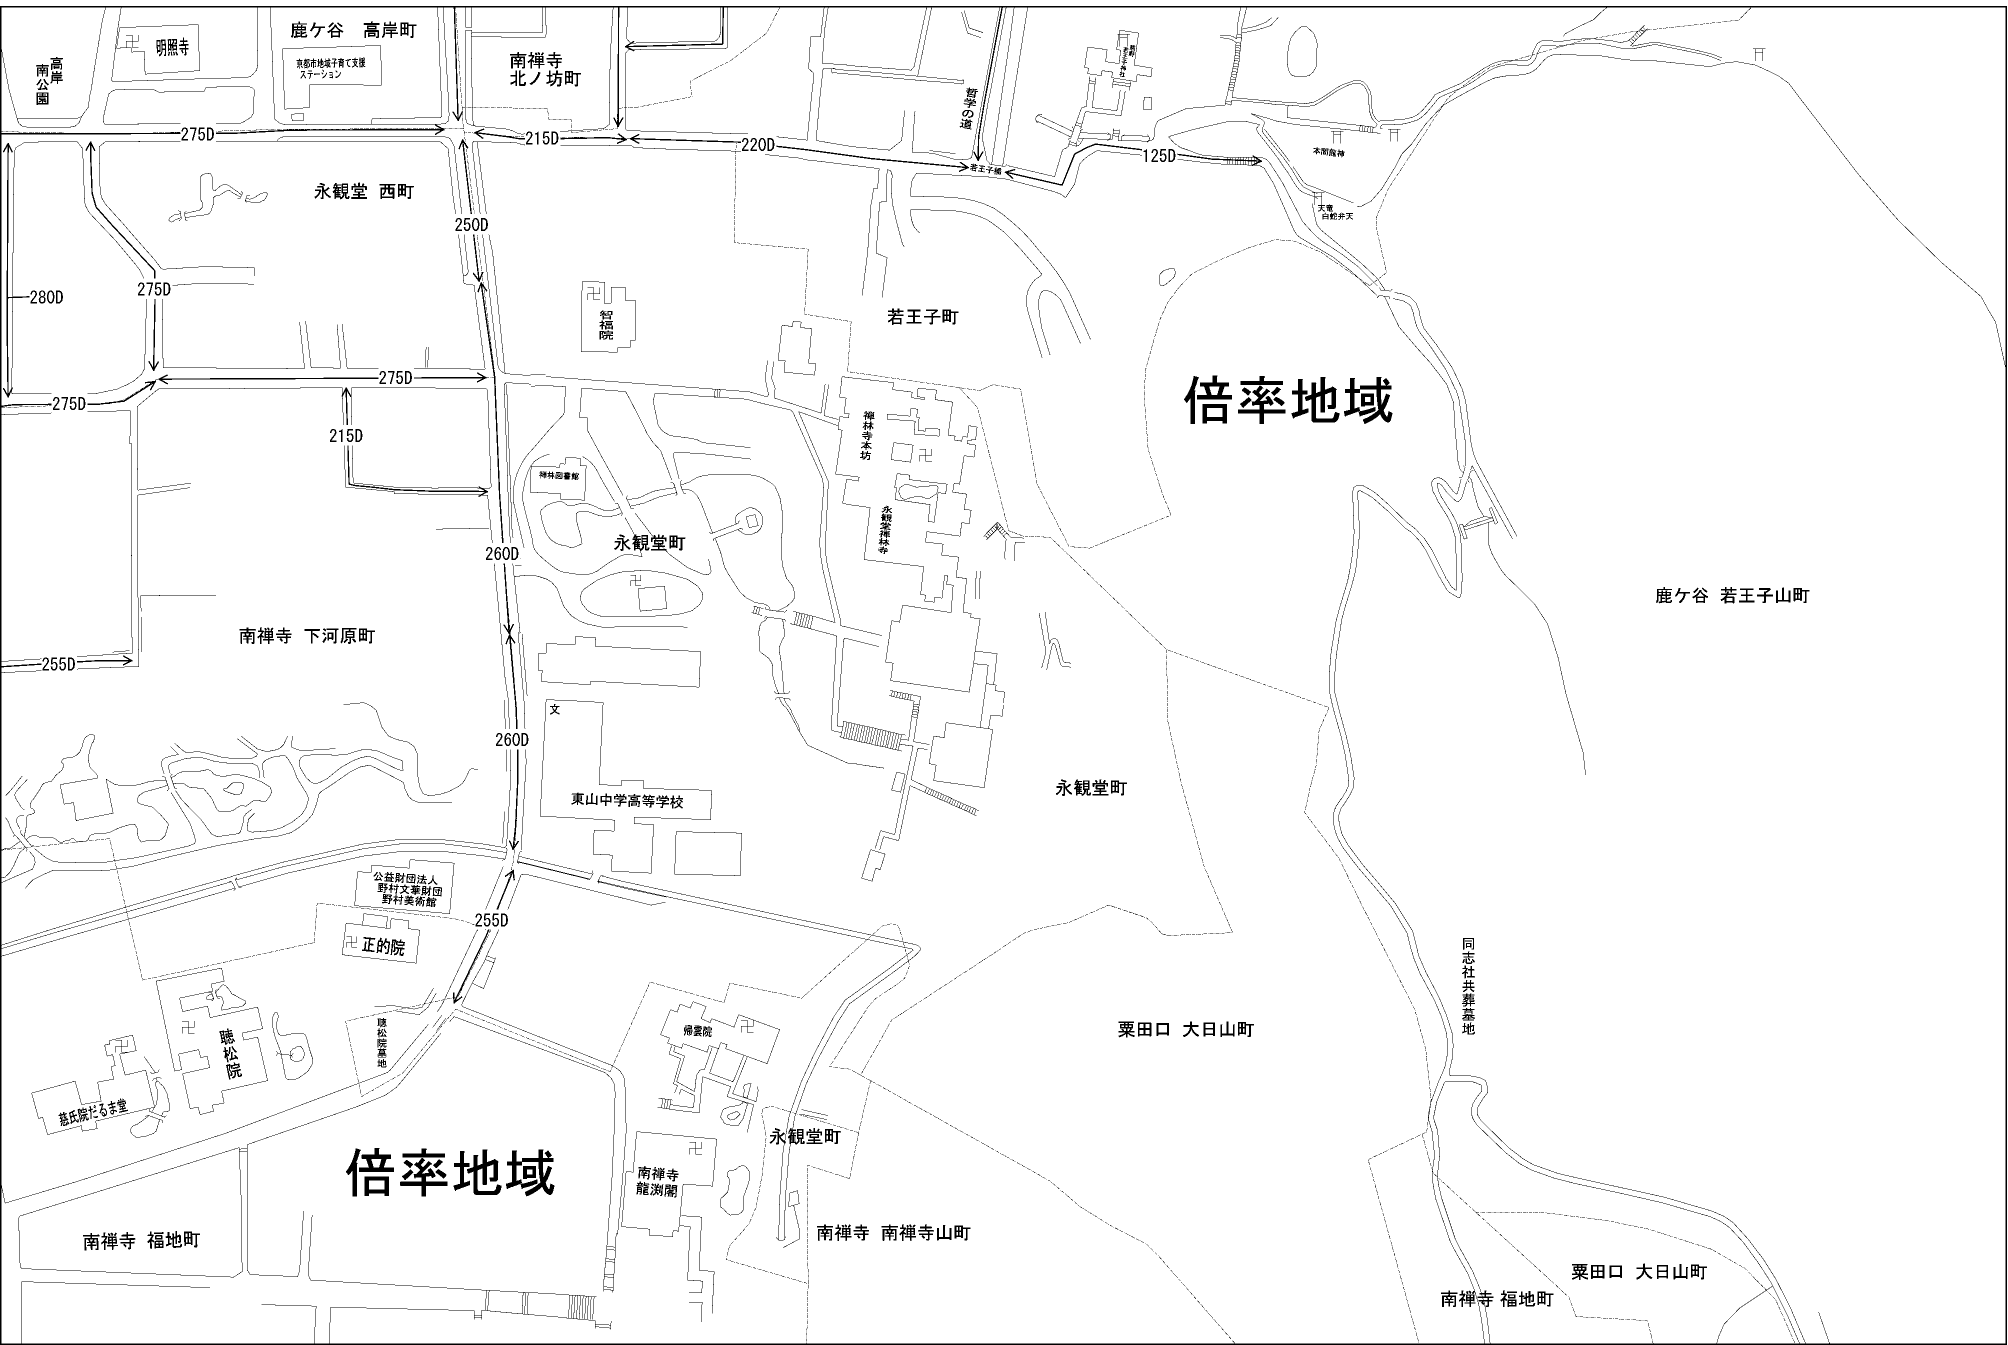 鹿ケ谷 高岸町
明照寺
高岸
南公園
京都市地域子育て支援
ステーション
南禅寺
北ノ坊町
哲学の道
熊野
若王子神社
275D
215D
220D
若王子橋
125D
本間龍神
永観堂 西町
天竜
白蛇弁天
250D
280D
275D
智福院
若王子町
275D
275D
215D
倍率地域
禅林寺本坊
禅林図書館
永観堂禅林寺
永観堂町
260D
鹿ケ谷 若王子山町
南禅寺 下河原町
255D
文
260D
永観堂町
東山中学高等学校
公益財団法人
野村文華財団
野村美術館
255D
正的院
同志社共葬墓地
聴松院
聴松院墓地
帰雲院
粟田口 大日山町
慈氏院だるま堂
永観堂町
倍率地域
南禅寺
龍渕閣
南禅寺 福地町
南禅寺 南禅寺山町
粟田口 大日山町
南禅寺 福地町